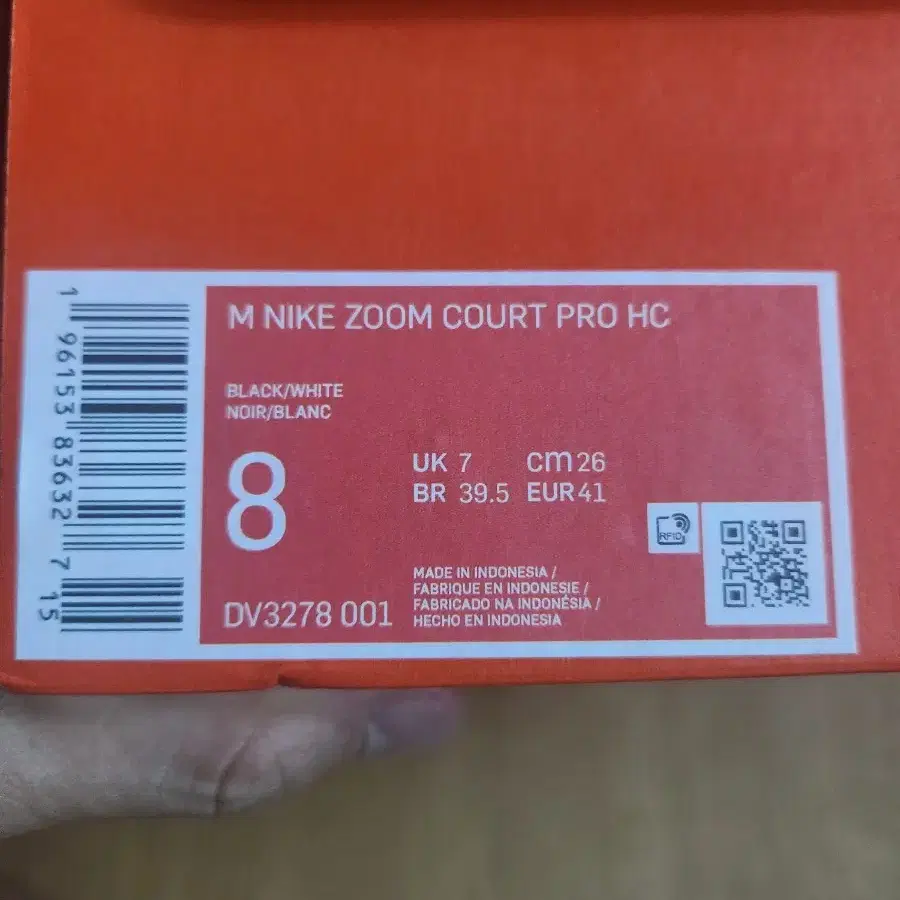 1 96153 83632 7 15
M NIKE ZOOM COURT PRO HC
BLACK/WHITE
NOIR/BLANC
8
UK 7 cm 26
BR 39.5 EUR 41
RFID
MADE IN INDONESIA /
FABRIQUE EN INDONESIE /
FABRICADO NA INDONÉSIA /
HECHO EN INDONESIA
DV3278 001